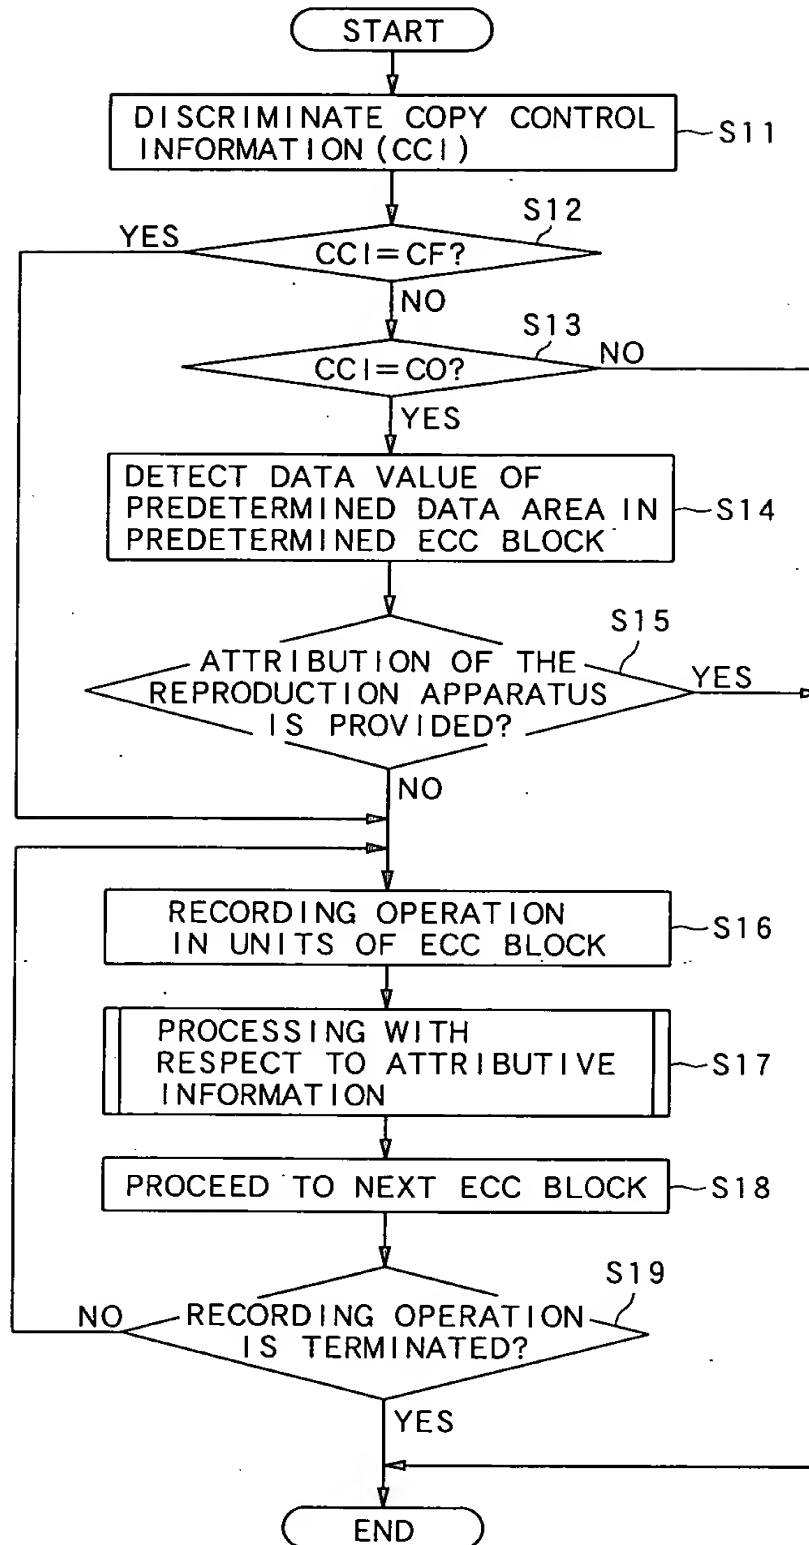 START
DISCRIMINATE COPY CONTROL
INFORMATION (CCI)
S11
S12
YES
CCI=CF?
NO
S13
CCI=CO?
NO
YES
DETECT DATA VALUE OF
PREDETERMINED DATA AREA IN
PREDETERMINED ECC BLOCK
S14
S15
ATTRIBUTION OF THE
REPRODUCTION APPARATUS
IS PROVIDED?
YES
NO
RECORDING OPERATION
IN UNITS OF ECC BLOCK
S16
PROCESSING WITH
RESPECT TO ATTRIBUTIVE
INFORMATION
S17
PROCEED TO NEXT ECC BLOCK
S18
S19
NO
RECORDING OPERATION
IS TERMINATED?
YES
END